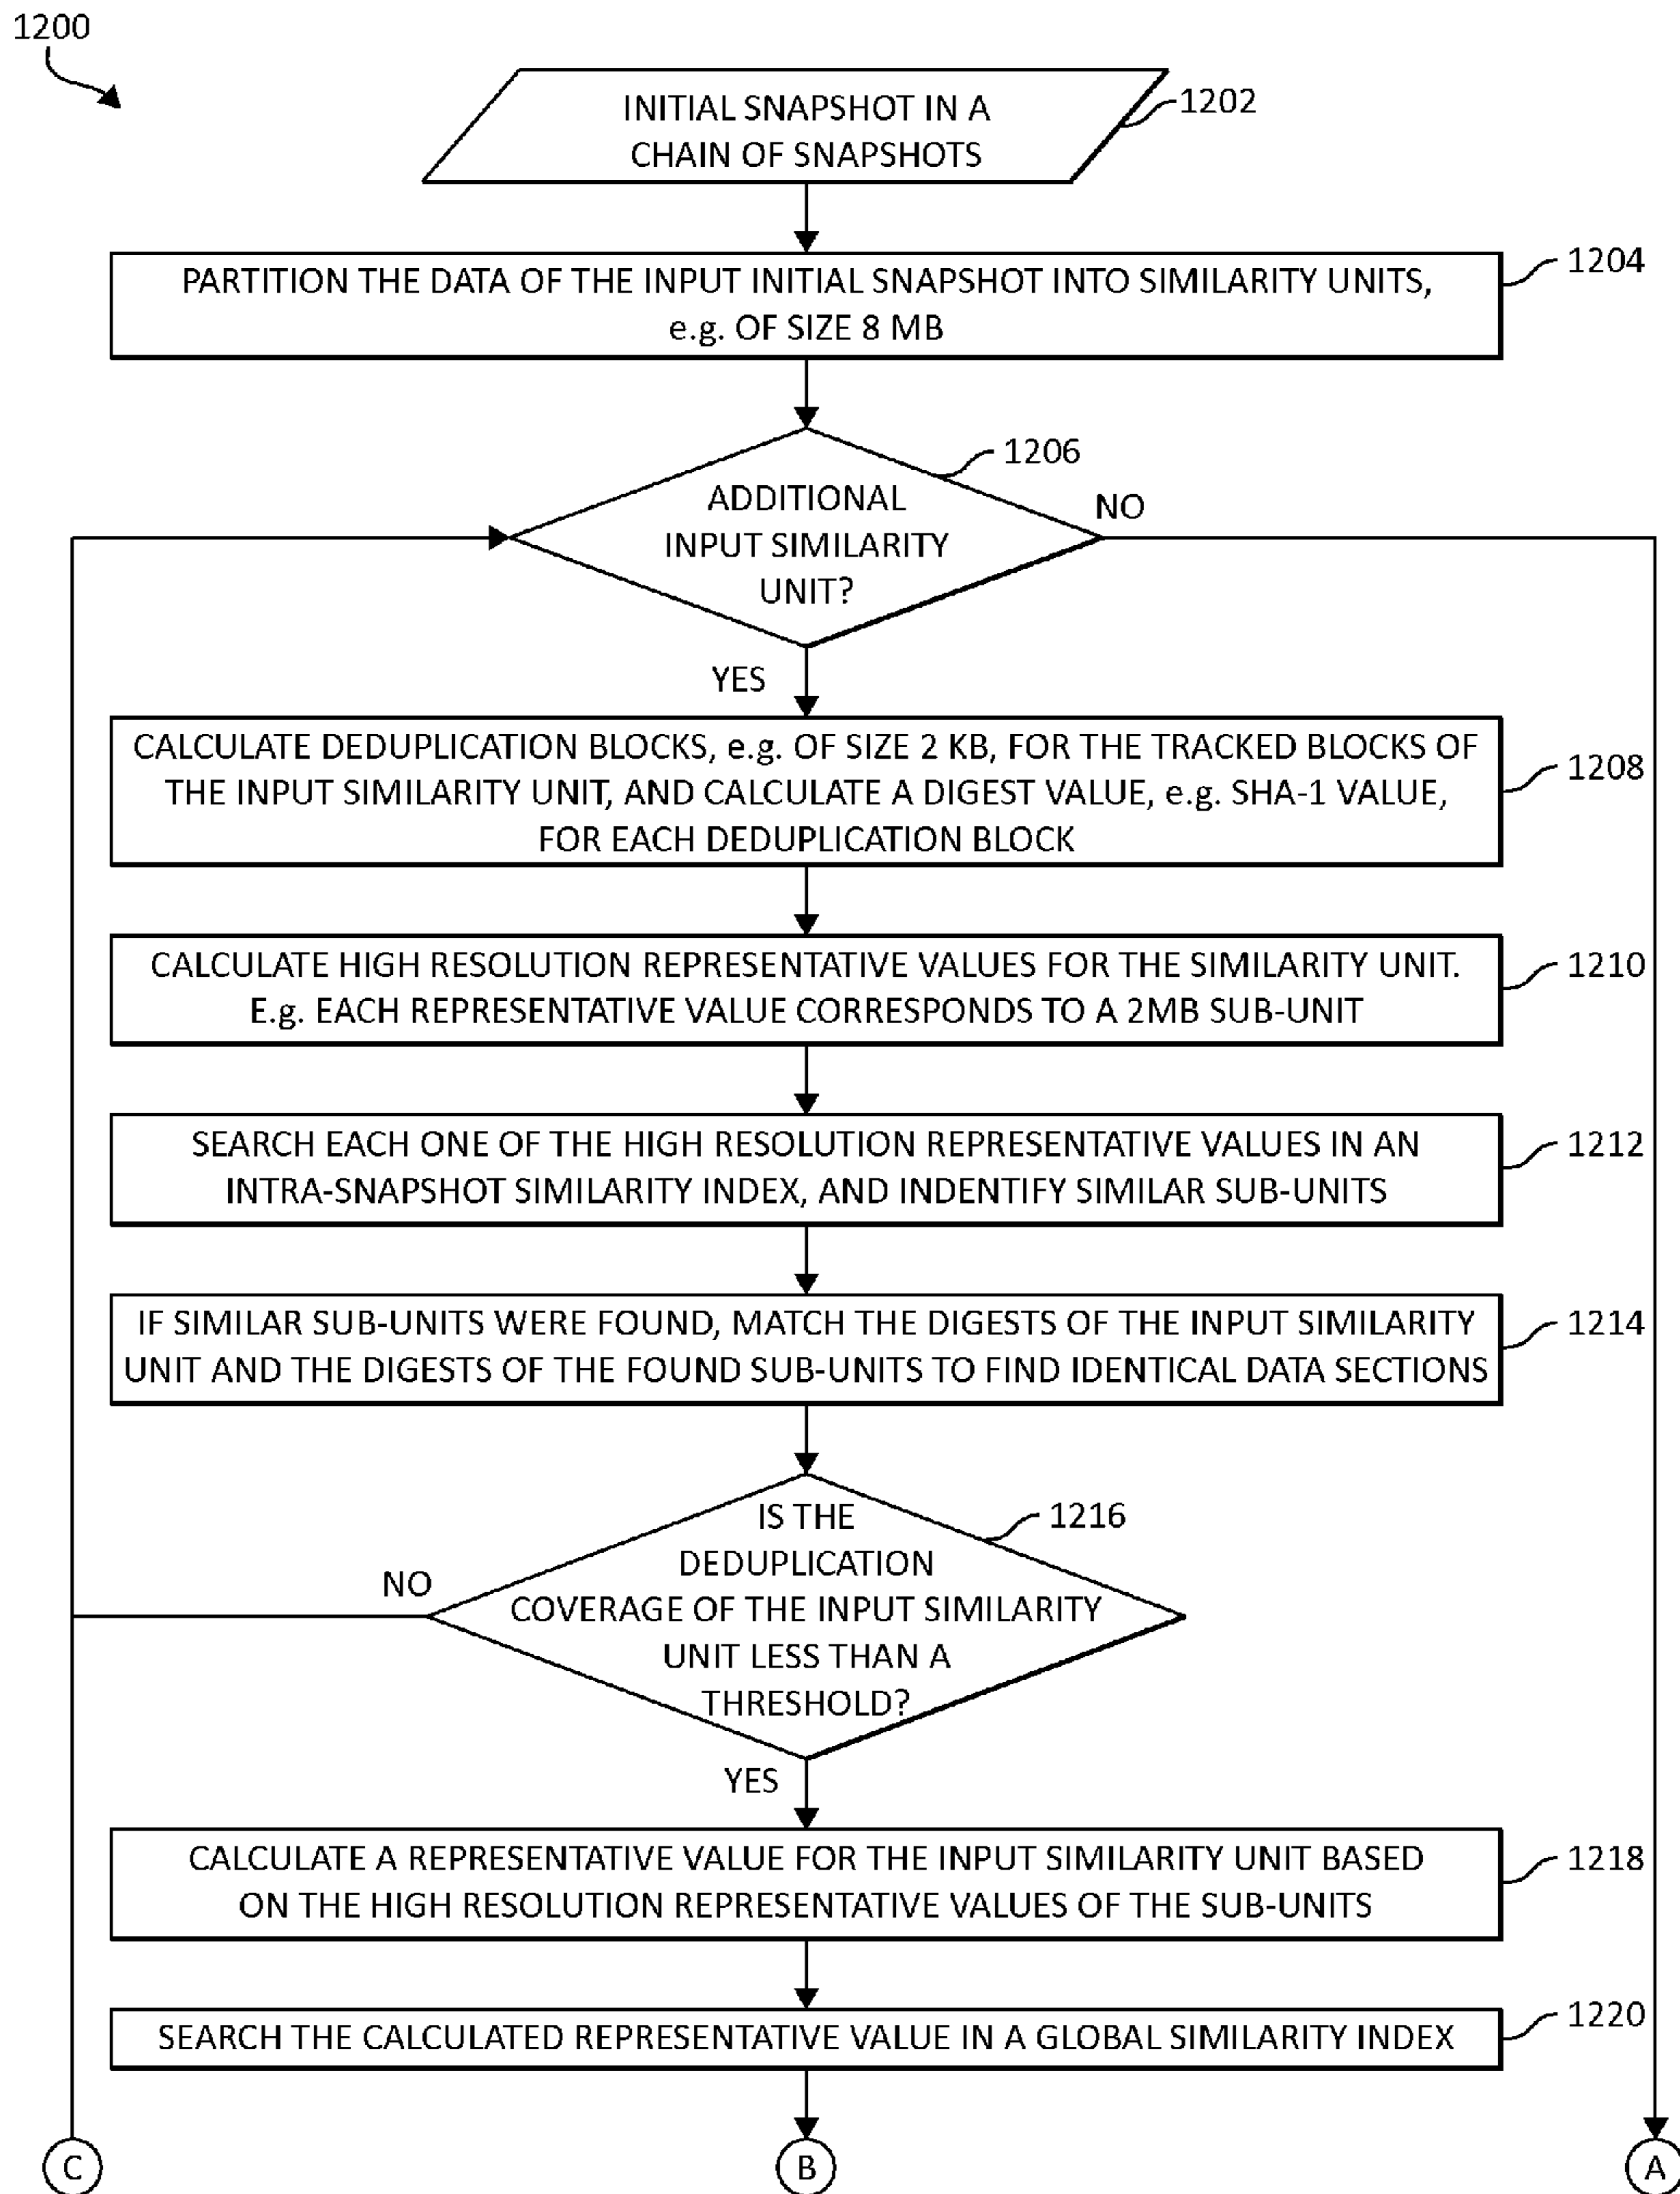 1200
INITIAL SNAPSHOT IN A
CHAIN OF SNAPSHOTS
1202
PARTITION THE DATA OF THE INPUT INITIAL SNAPSHOT INTO SIMILARITY UNITS,
e.g. OF SIZE 8 MB
1204
ADDITIONAL
INPUT SIMILARITY
UNIT?
1206
NO
YES
CALCULATE DEDUPLICATION BLOCKS, e.g. OF SIZE 2 KB, FOR THE TRACKED BLOCKS OF
THE INPUT SIMILARITY UNIT, AND CALCULATE A DIGEST VALUE, e.g. SHA-1 VALUE,
FOR EACH DEDUPLICATION BLOCK
1208
CALCULATE HIGH RESOLUTION REPRESENTATIVE VALUES FOR THE SIMILARITY UNIT.
E.g. EACH REPRESENTATIVE VALUE CORRESPONDS TO A 2MB SUB-UNIT
1210
SEARCH EACH ONE OF THE HIGH RESOLUTION REPRESENTATIVE VALUES IN AN
INTRA-SNAPSHOT SIMILARITY INDEX, AND INDENTIFY SIMILAR SUB-UNITS
1212
IF SIMILAR SUB-UNITS WERE FOUND, MATCH THE DIGESTS OF THE INPUT SIMILARITY
UNIT AND THE DIGESTS OF THE FOUND SUB-UNITS TO FIND IDENTICAL DATA SECTIONS
1214
IS THE
DEDUPLICATION
COVERAGE OF THE INPUT SIMILARITY
UNIT LESS THAN A
THRESHOLD?
1216
NO
YES
CALCULATE A REPRESENTATIVE VALUE FOR THE INPUT SIMILARITY UNIT BASED
ON THE HIGH RESOLUTION REPRESENTATIVE VALUES OF THE SUB-UNITS
1218
SEARCH THE CALCULATED REPRESENTATIVE VALUE IN A GLOBAL SIMILARITY INDEX
1220
C
B
A